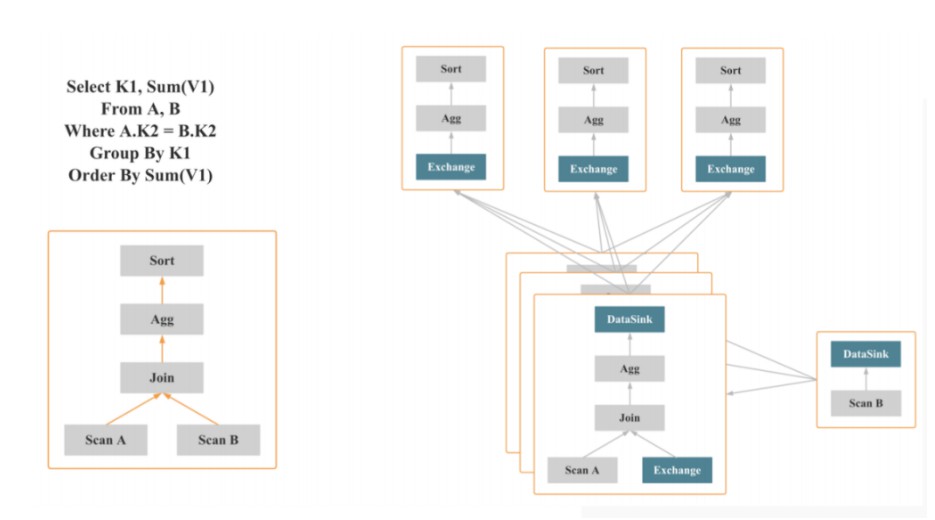 Select K1, Sum(V1)
From A, B
Where A.K2 = B.K2
Group By K1
Order By Sum(V1)
Sort
Agg
Join
Scan A
Scan B
Sort
Agg
Exchange
Sort
Agg
Exchange
Sort
Agg
Exchange
DataSink
Agg
Join
Scan A
Exchange
DataSink
Scan B